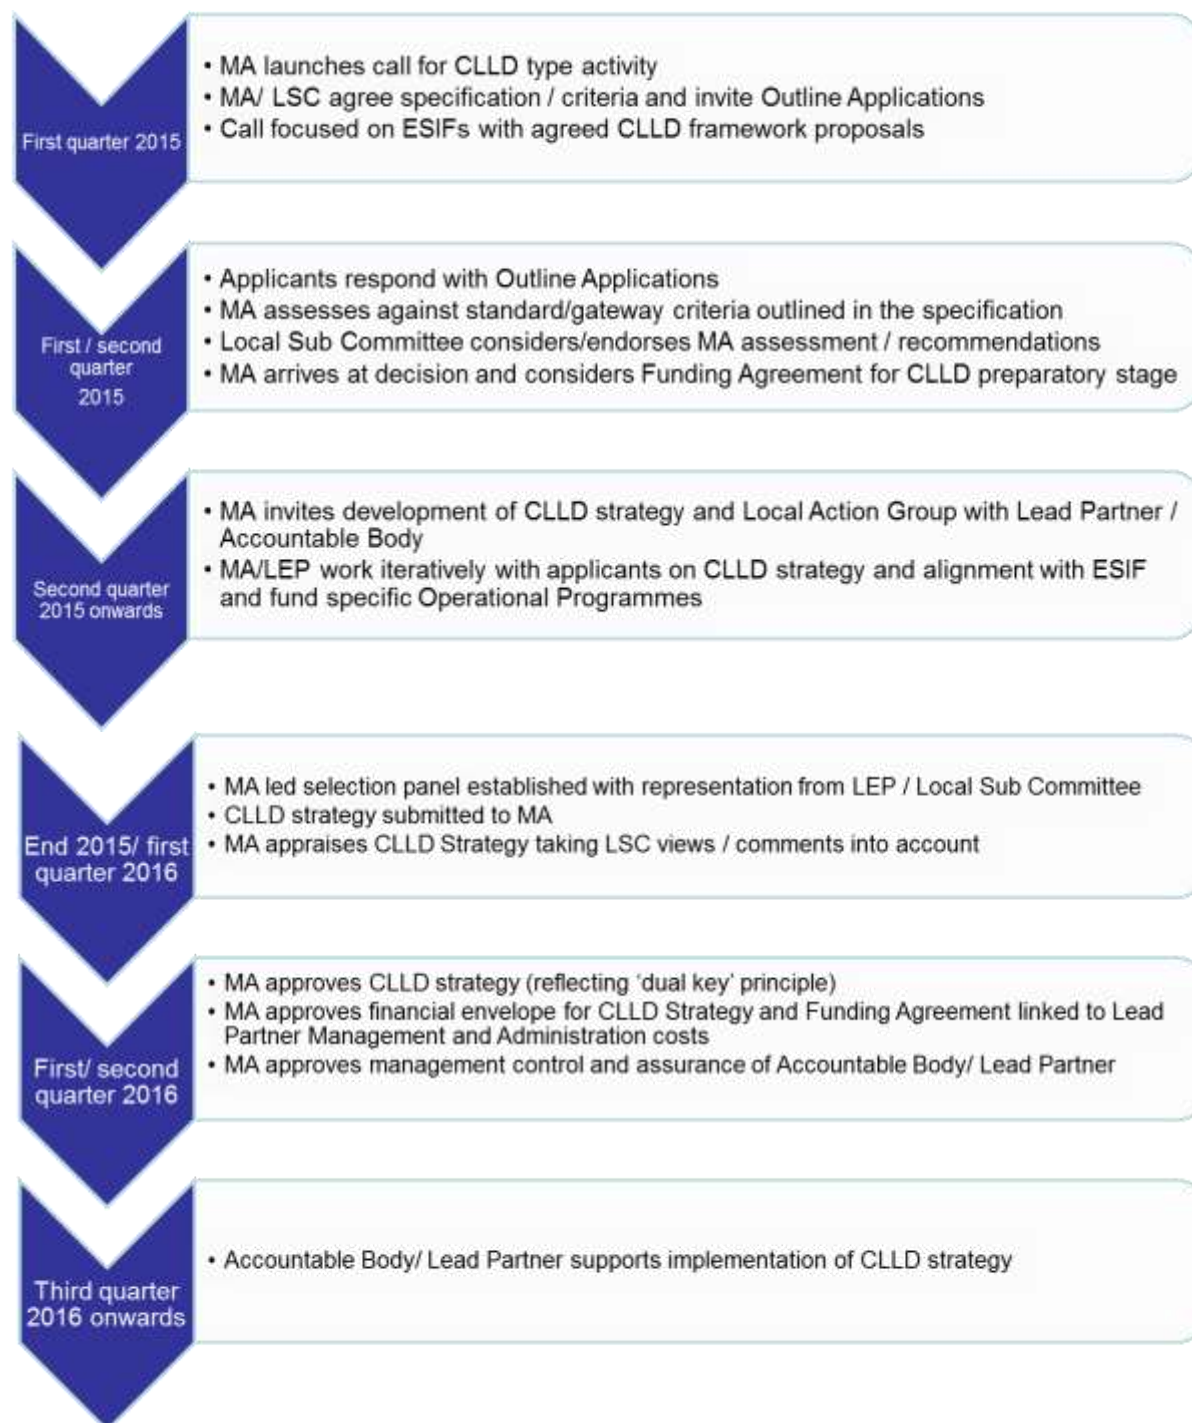 First quarter 2015
• MA launches call for CLLD type activity
• MA/ LSC agree specification / criteria and invite Outline Applications
• Call focused on ESIFs with agreed CLLD framework proposals
First / second
quarter
2015
• Applicants respond with Outline Applications
• MA assesses against standard/gateway criteria outlined in the specification
• Local Sub Committee considers/endorses MA assessment / recommendations
• MA arrives at decision and considers Funding Agreement for CLLD preparatory stage
Second quarter
2015 onwards
• MA invites development of CLLD strategy and Local Action Group with Lead Partner /
Accountable Body
• MA/LEP work iteratively with applicants on CLLD strategy and alignment with ESIF
and fund specific Operational Programmes
End 2015/ first
quarter 2016
• MA led selection panel established with representation from LEP / Local Sub Committee
• CLLD strategy submitted to MA
• MA appraises CLLD Strategy taking LSC views / comments into account
First/ second
quarter 2016
• MA approves CLLD strategy (reflecting ‘dual key’ principle)
• MA approves financial envelope for CLLD Strategy and Funding Agreement linked to Lead
Partner Management and Administration costs
• MA approves management control and assurance of Accountable Body/ Lead Partner
Third quarter
2016 onwards
• Accountable Body/ Lead Partner supports implementation of CLLD strategy